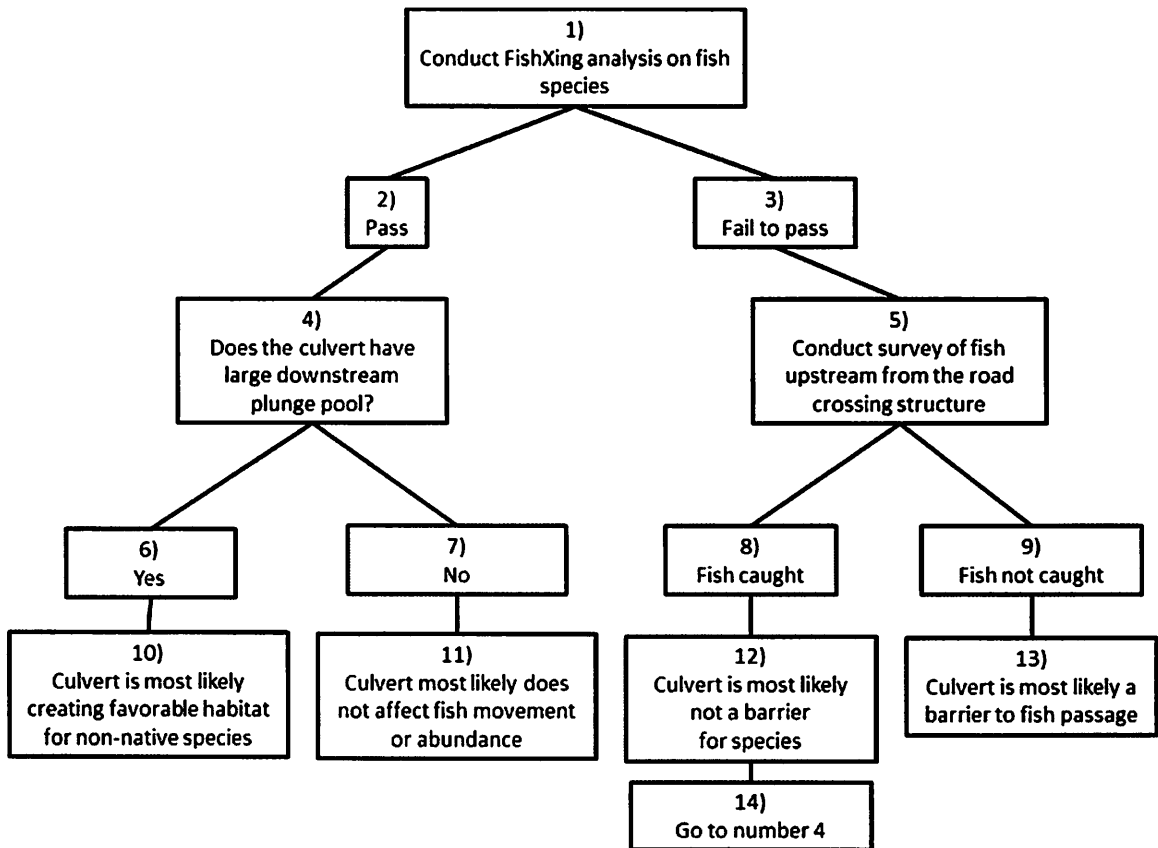 1)
Conduct FishXing analysis on fish
species
2)
Pass
3)
Fail to pass
4)
Does the culvert have
large downstream
plunge pool?
5)
Conduct survey of fish
upstream from the road
crossing structure
6)
Yes
7)
No
8)
Fish caught
9)
Fish not caught
10)
Culvert is most likely
creating favorable habitat
for non-native species
11)
Culvert most likely does
not affect fish movement
or abundance
12)
Culvert is most likely
not a barrier
for species
13)
Culvert is most likely a
barrier to fish passage
14)
Go to number 4